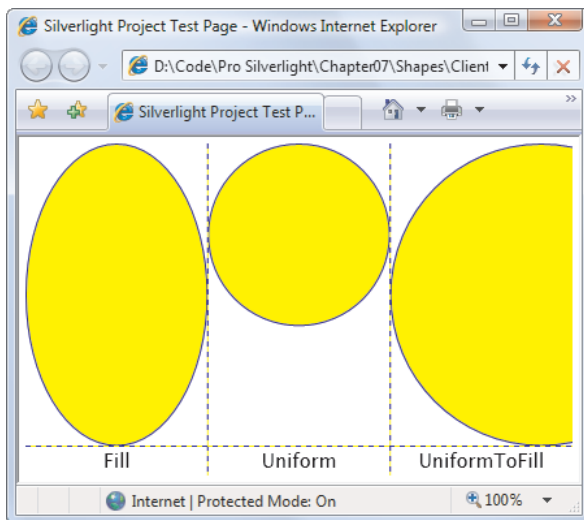 Silverlight Project Test Page - Windows Internet Explorer
D:\Code\Pro Silverlight\Chapter07\Shapes\Client
Silverlight Project Test P...
Fill
Uniform
UniformToFill
Internet | Protected Mode: On
100%